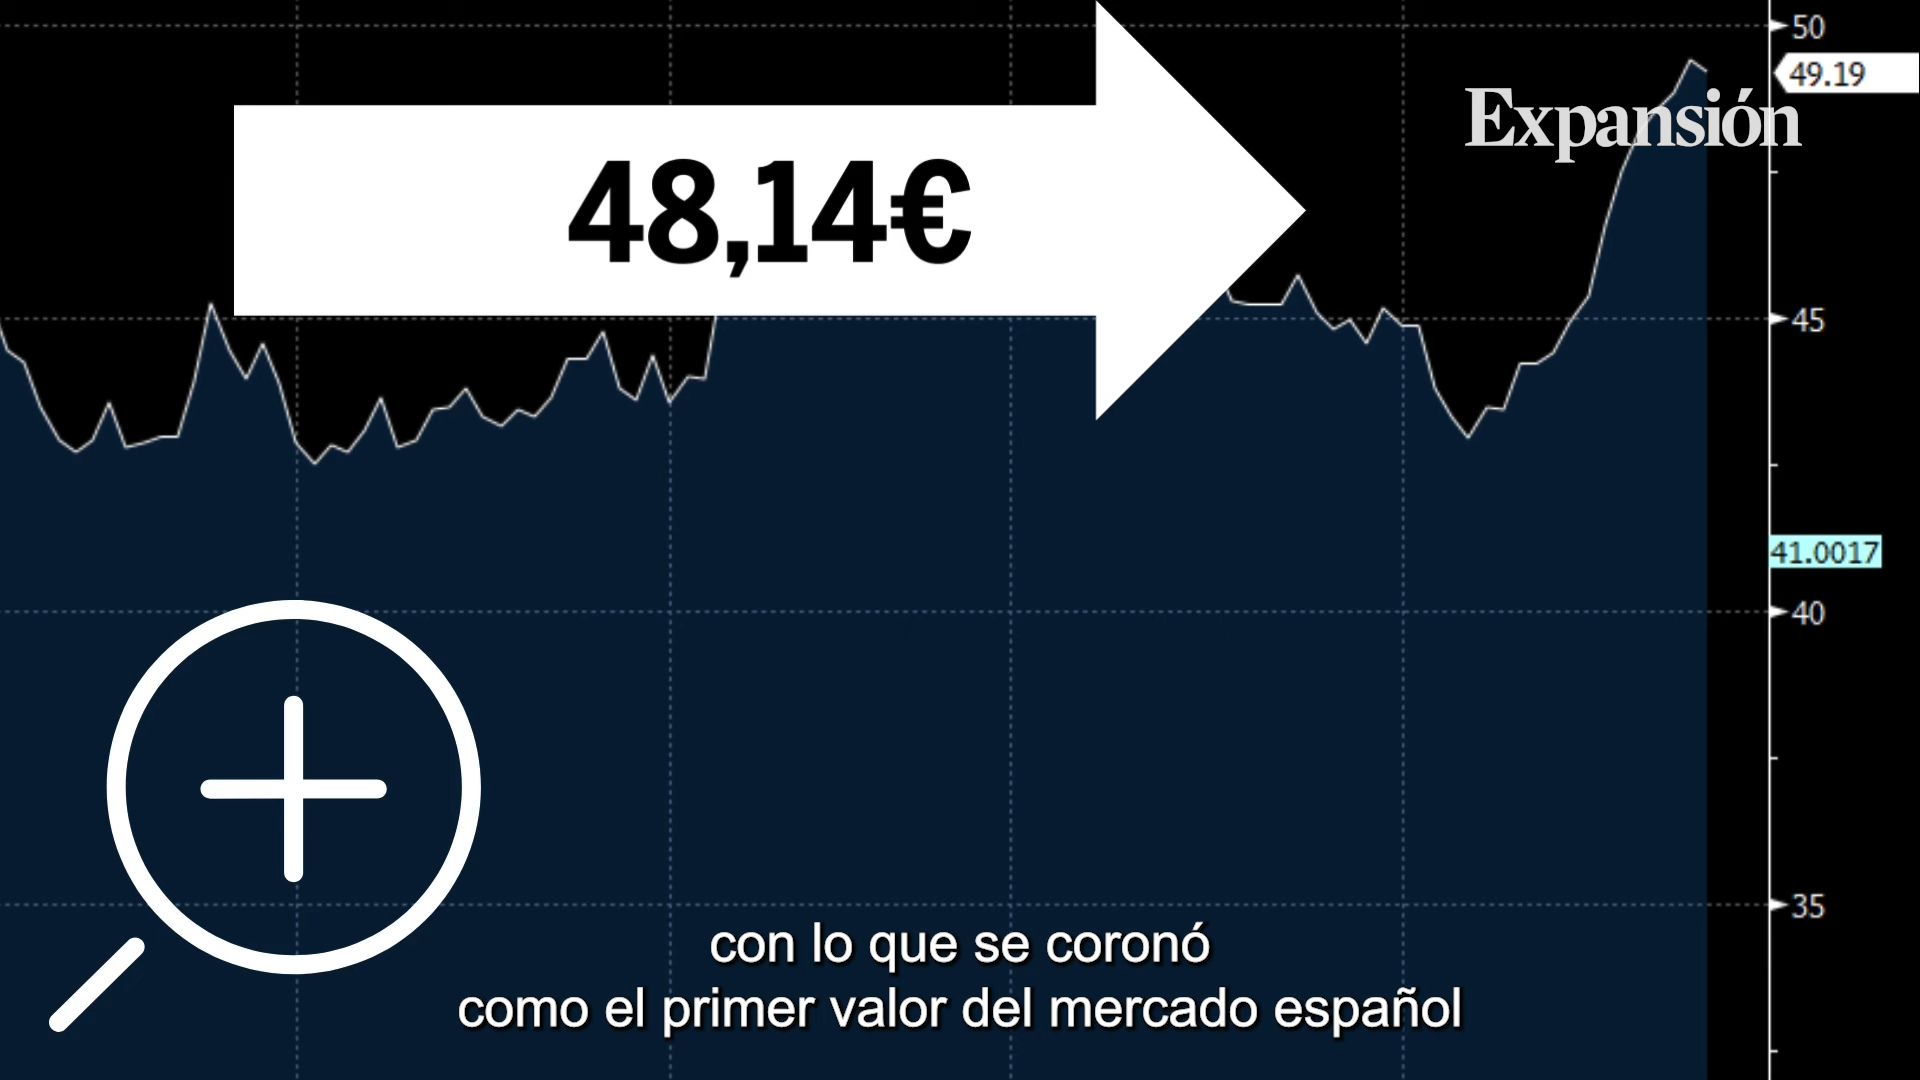 50
49.19
Expansión
48,14€
45
41.0017
40
35
con lo que se coronó
como el primer valor del mercado español